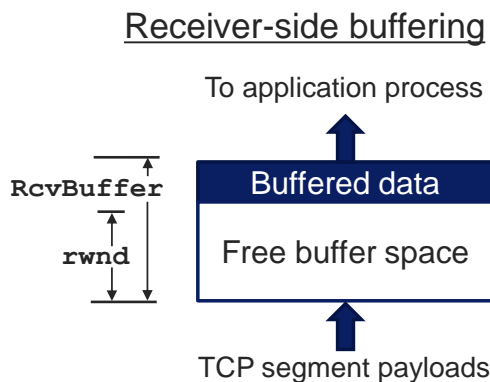 Receiver-side buffering
To application process
RcvBuffer
Buffered data
rwnd
Free buffer space
TCP segment payloads